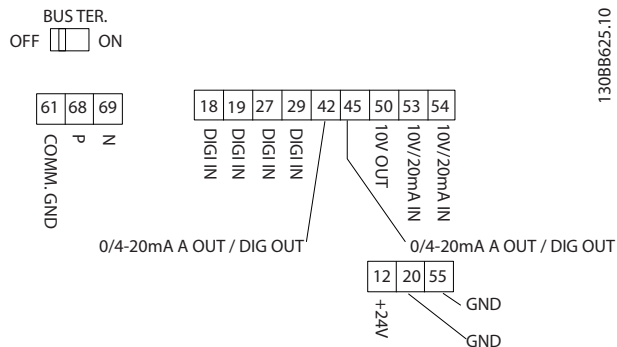 BUS TER.
OFF ON
130BB625.10
61 68 69
COMM. GND
P
N
18 19 27 29 42 45 50 53 54
DIGI IN
DIGI IN
DIGI IN
DIGI IN
10V OUT
10V/20mA IN
10V/20mA IN
0/4-20mA A OUT / DIG OUT
0/4-20mA A OUT / DIG OUT
12 20 55
+24V
GND
GND